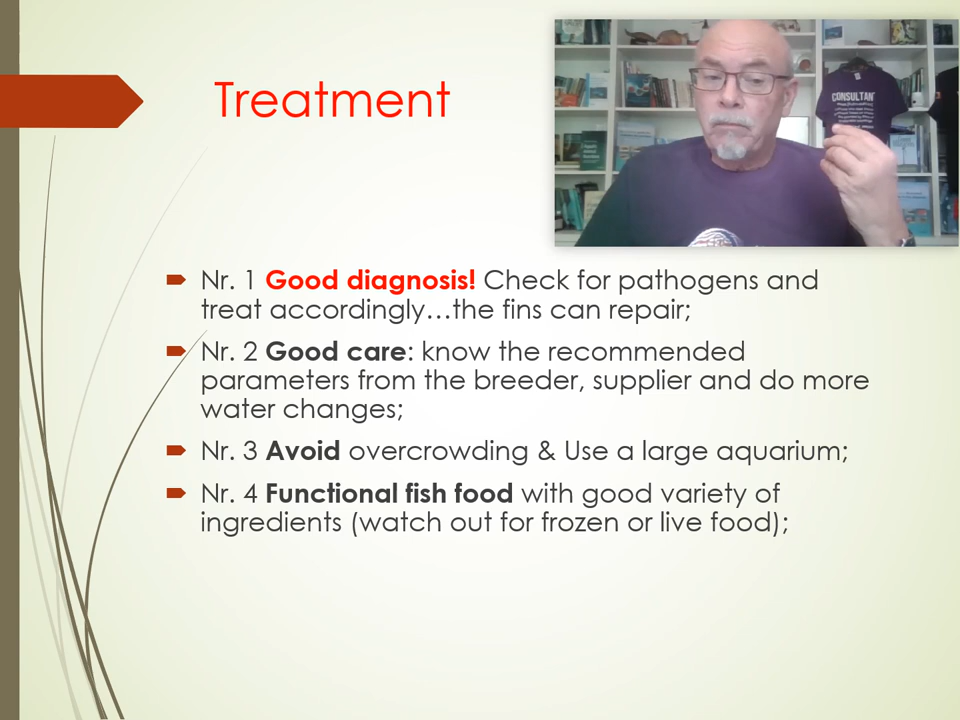 Treatment
CONSULTANT
Nr. 1 Good diagnosis! Check for pathogens and
treat accordingly...the fins can repair;
Nr. 2 Good care: know the recommended
parameters from the breeder, supplier and do more
water changes;
Nr. 3 Avoid overcrowding & Use a large aquarium;
Nr. 4 Functional fish food with good variety of
ingredients (watch out for frozen or live food);